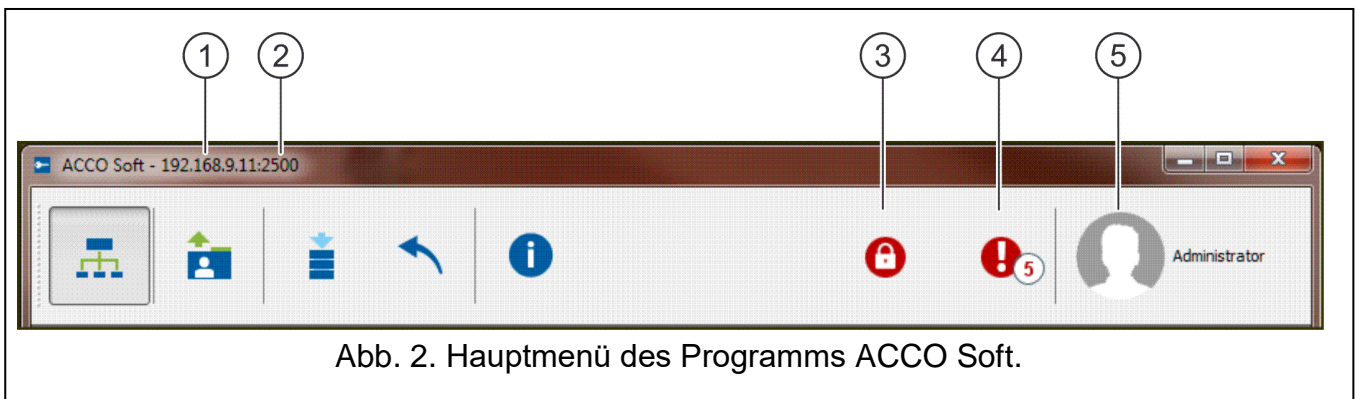 1 2 3 4 5
ACCO Soft - 192.168.9.11:2500
5
Administrator
Abb. 2. Hauptmenü des Programms ACCO Soft.